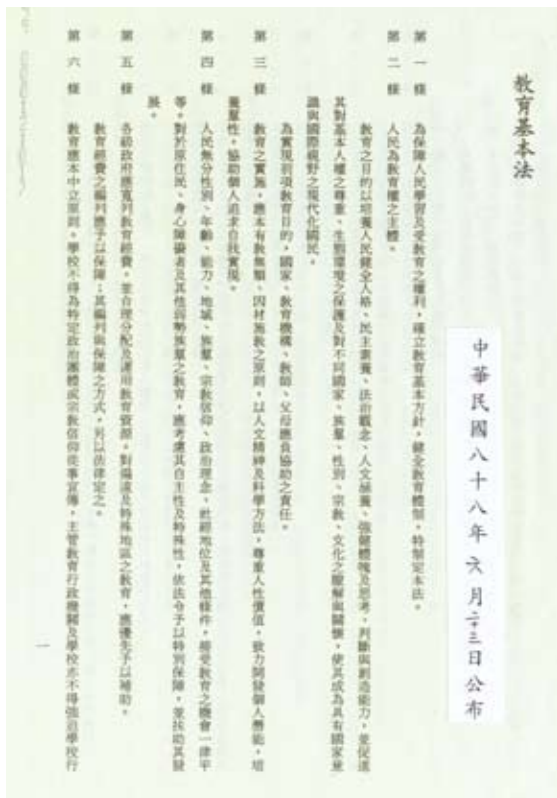 教育基本法
中華民國八十八年六月二十三日公布
第一條　為保障人民學習及受教育之權利，確立教育基本方針，健全教育體制，特制定本法。
第二條　人民為教育權之主體。
教育之目的以培養人民健全人格、民主素養、法治觀念、人文涵養、強健體魄及思考、判斷與創造能力，並促進
其對基本人權之尊重、生態環境之保護及對不同國家、族羣、性別、宗教、文化之瞭解與關懷，使其成為具有國家意
識與國際視野之現代化國民。
為實現前項教育目的，國家、教育機構、教師、父母應負協助之責任。
第三條　教育之實施，應本有教無類、因材施教之原則，以人文精神及科學方法，尊重人性價值，致力開發個人潛能，培
養羣性，協助個人追求自我實現。
第四條　人民無分性別、年齡、能力、地域、族羣、宗教信仰、政治理念、社經地位及其他條件，接受教育之機會一律平
等。對於原住民、身心障礙者及其他弱勢族羣之教育，應考慮其自主性及特殊性，依法令予以特別保障，並扶助其發
展。
第五條　各級政府應寬列教育經費，並合理分配及運用教育資源。對偏遠及特殊地區之教育，應優先予以補助。
教育經費之編列應予以保障；其編列與保障之方式，另以法律定之。
第六條　教育應本中立原則。學校不得為特定政治團體或宗教信仰從事宣傳，主管教育行政機關及學校亦不得強迫學校行
一